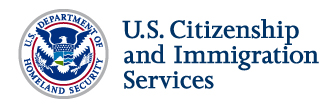 U.S. DEPARTMENT OF
HOMELAND SECURITY
U.S. Citizenship
and Immigration
Services